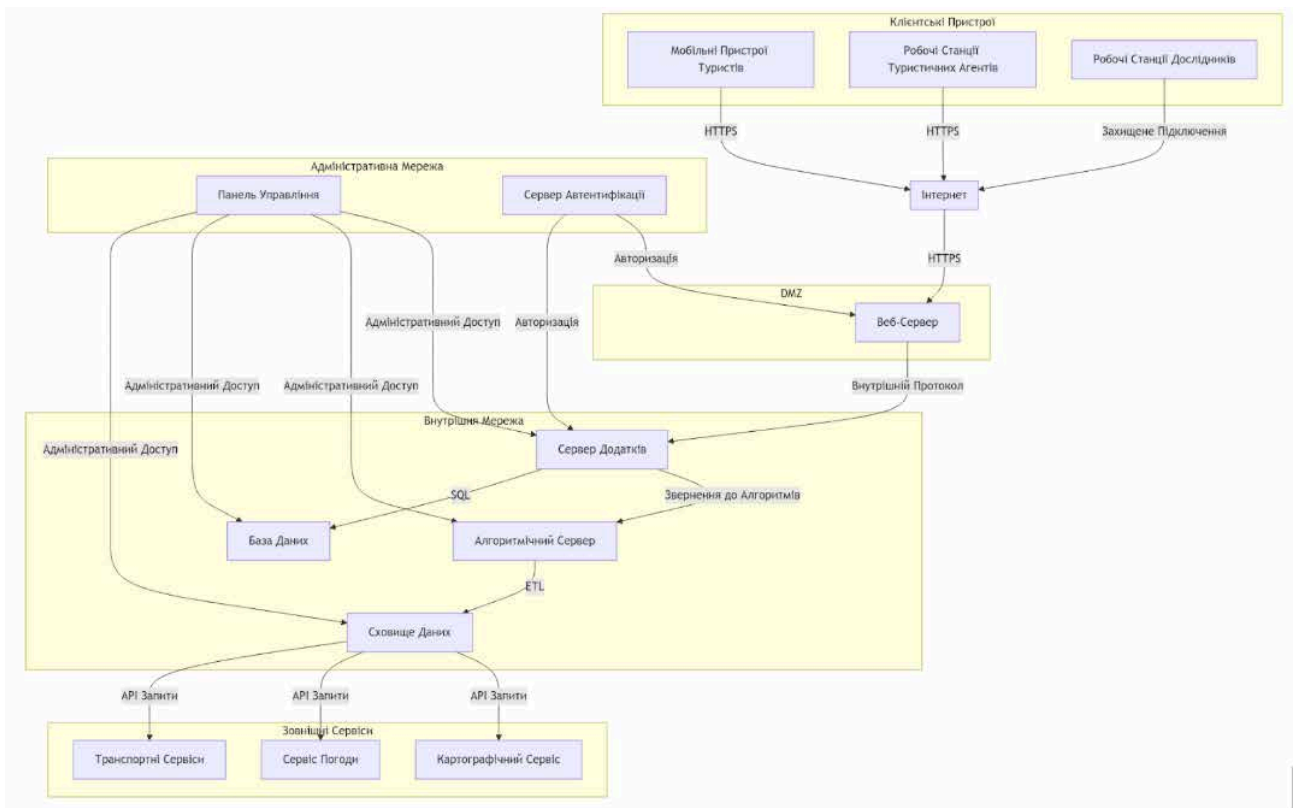 Клієнтські Пристрої
Мобільні Пристрої
Туристів
Робочі Станції
Туристичних Агентів
Робочі Станції Дослідників
HTTPS
HTTPS
Захищене Підключення
Адміністративна Мережа
Панель Управління
Сервер Автентифікації
Інтернет
Авторизація
HTTPS
DMZ
Веб-Сервер
Адміністративний Доступ
Авторизація
Адміністративний Доступ
Адміністративний Доступ
Внутрішній Протокол
Внутрішня Мережа
Адміністративний Доступ
Сервер Додатків
SQL
Звернення до Алгоритмів
База Даних
Алгоритмічний Сервер
ETL
Сховище Даних
API Запити
API Запити
API Запити
Зовнішні Сервіси
Транспортні Сервіси
Сервіс Погоди
Картографічний Сервіс